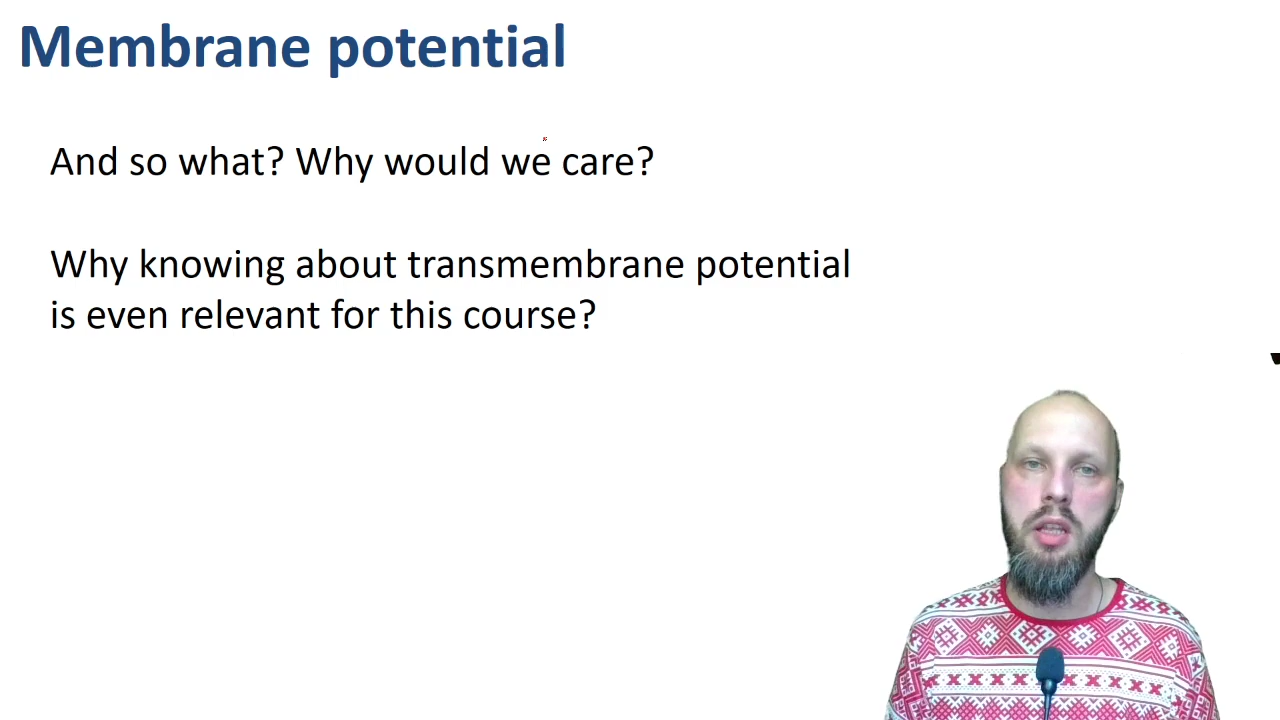 Membrane potential
And so what? Why would we care?
Why knowing about transmembrane potential
is even relevant for this course?